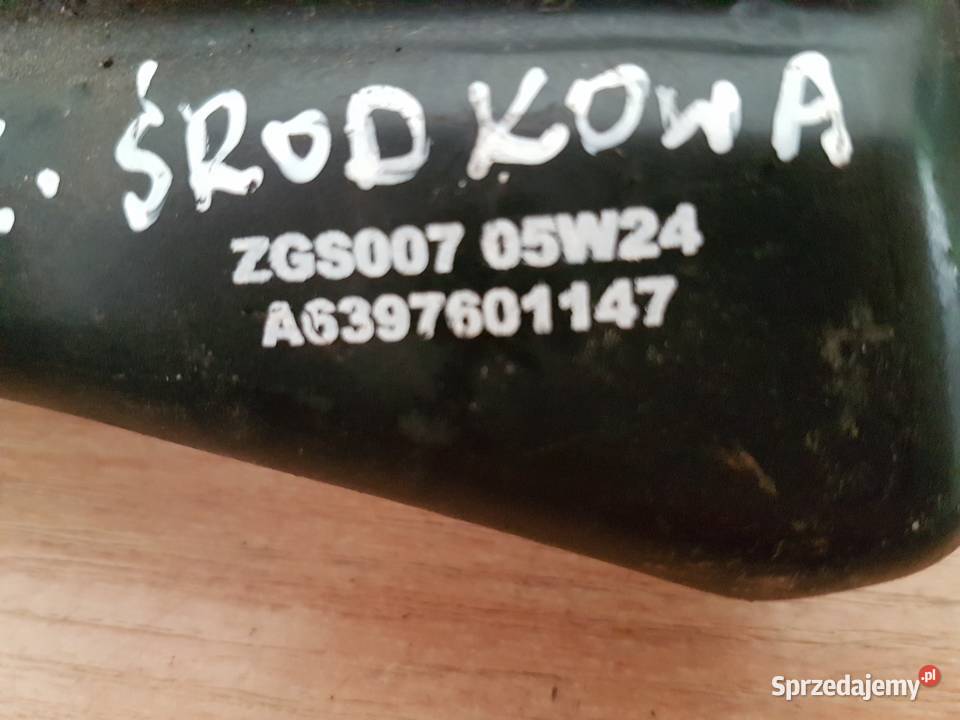 ŚRODKOWA
ZGS007 05W24
A6397601147
Sprzedajemy.pl